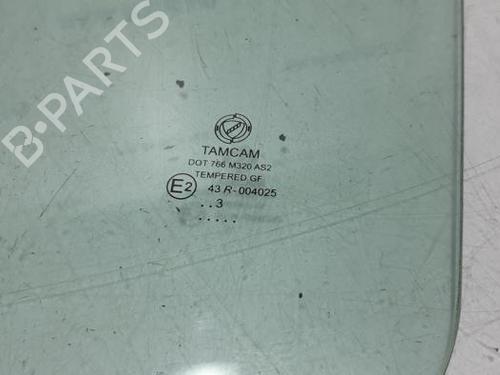 B-PARTS
TAMCAM
DOT 766 M320 AS2
TEMPERED GF
E2 43 R-004025
..3
.....